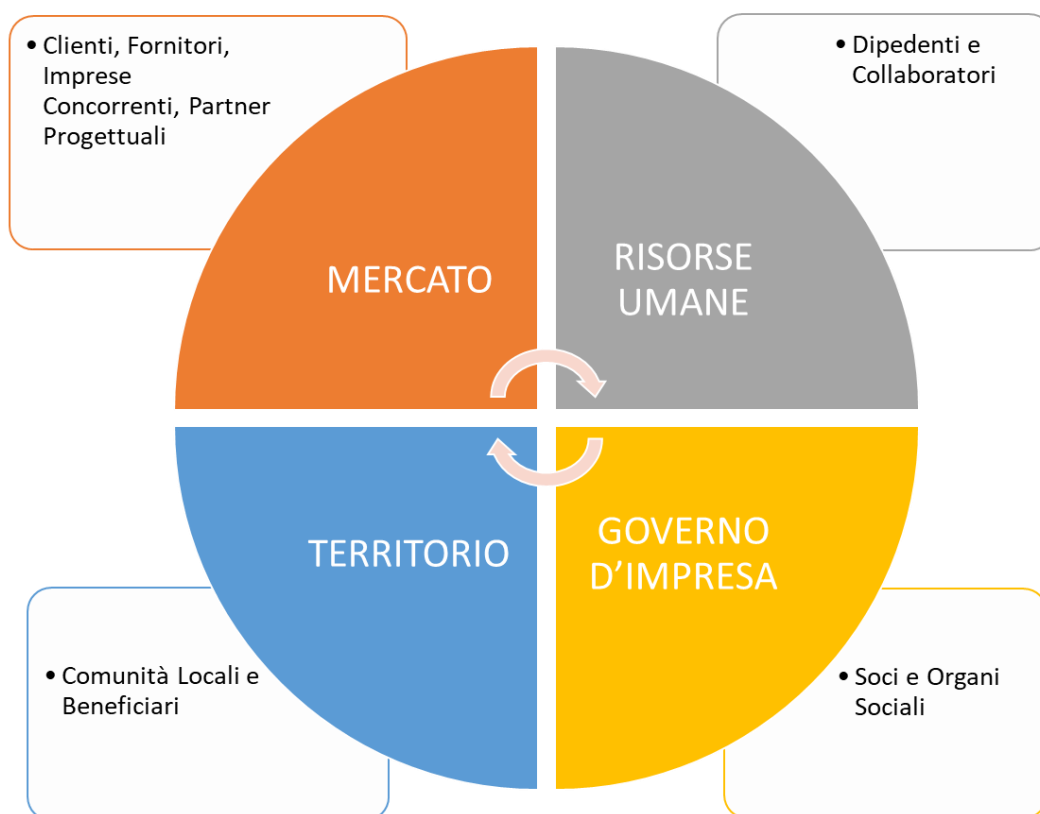 • Clienti, Fornitori,
Imprese
Concorrenti, Partner
Progettuali
• Dipedenti e
Collaboratori
MERCATO
RISORSE
UMANE
TERRITORIO
GOVERNO
D’IMPRESA
• Comunità Locali e
Beneficiari
• Soci e Organi
Sociali